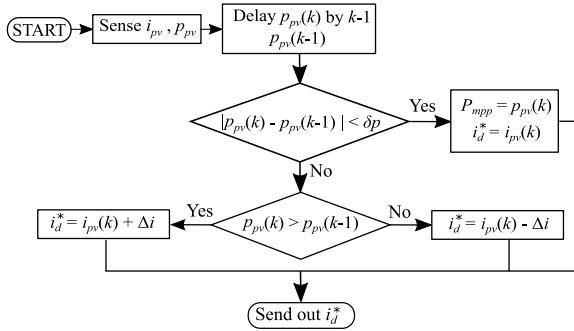 START
Sense i_pv , p_pv
Delay p_pv(k) by k-1
p_pv(k-1)
|p_pv(k) - p_pv(k-1) | < δp
Yes
P_mpp = p_pv(k)
i_d^* = i_pv(k)
No
Yes
i_d^* = i_pv(k) + Δi
p_pv(k) > p_pv(k-1)
No
i_d^* = i_pv(k) - Δi
Send out i_d^*